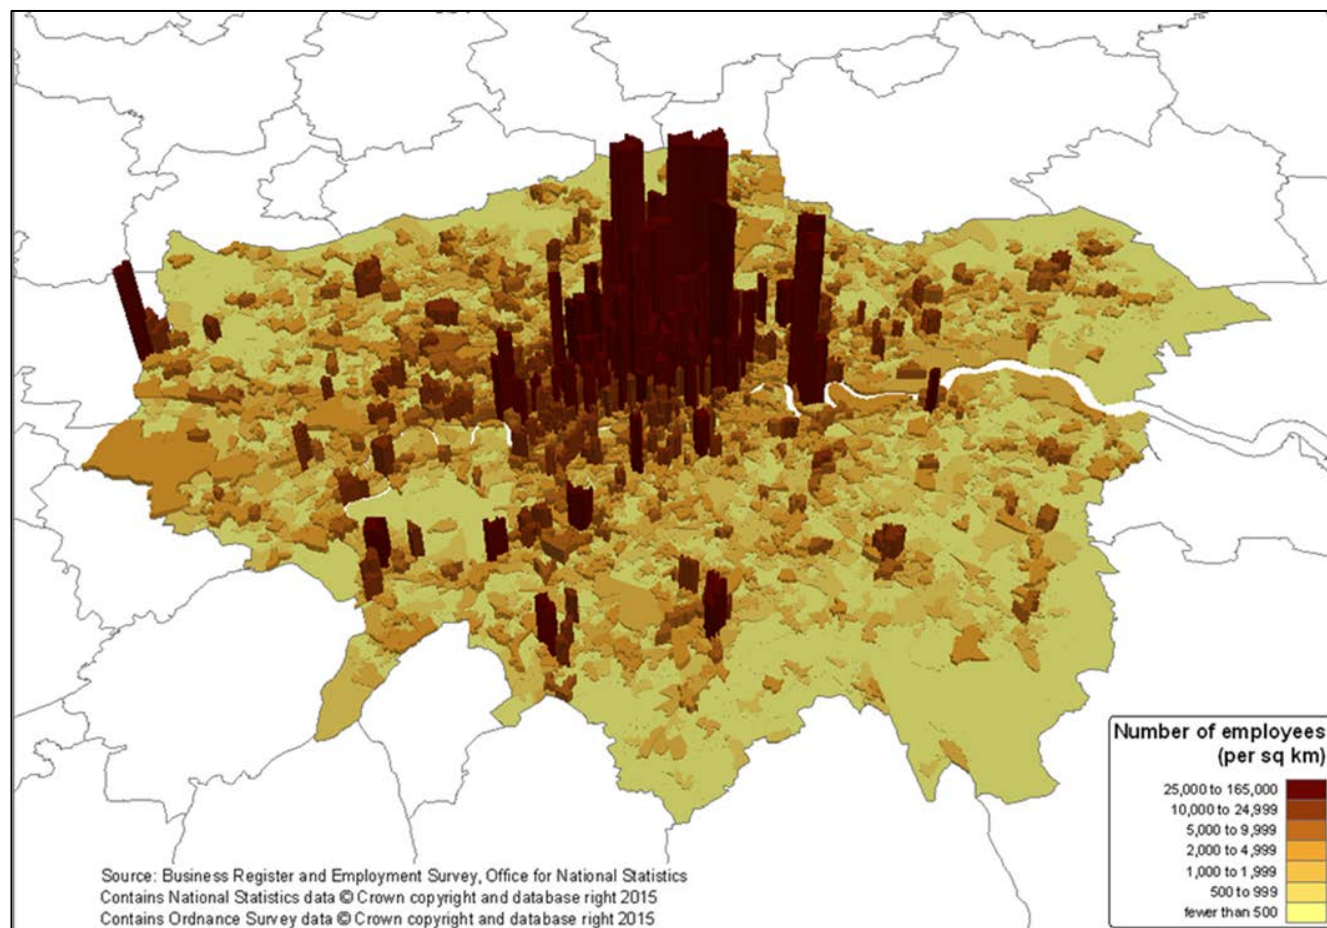 Number of employees
(per sq km)
25,000 to 165,000
10,000 to 24,999
5,000 to 9,999
2,000 to 4,999
1,000 to 1,999
500 to 999
fewer than 500
Source: Business Register and Employment Survey, Office for National Statistics
Contains National Statistics data © Crown copyright and database right 2015
Contains Ordnance Survey data © Crown copyright and database right 2015